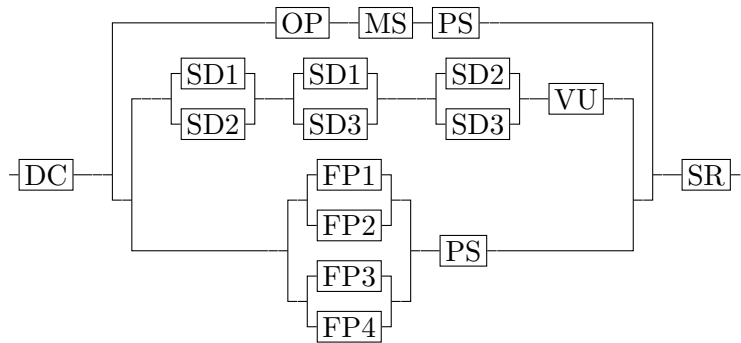 OP MS PS
SD1 SD1 SD2
VU
SD2 SD3 SD3
DC FP1 SR
FP2
PS
FP3
FP4